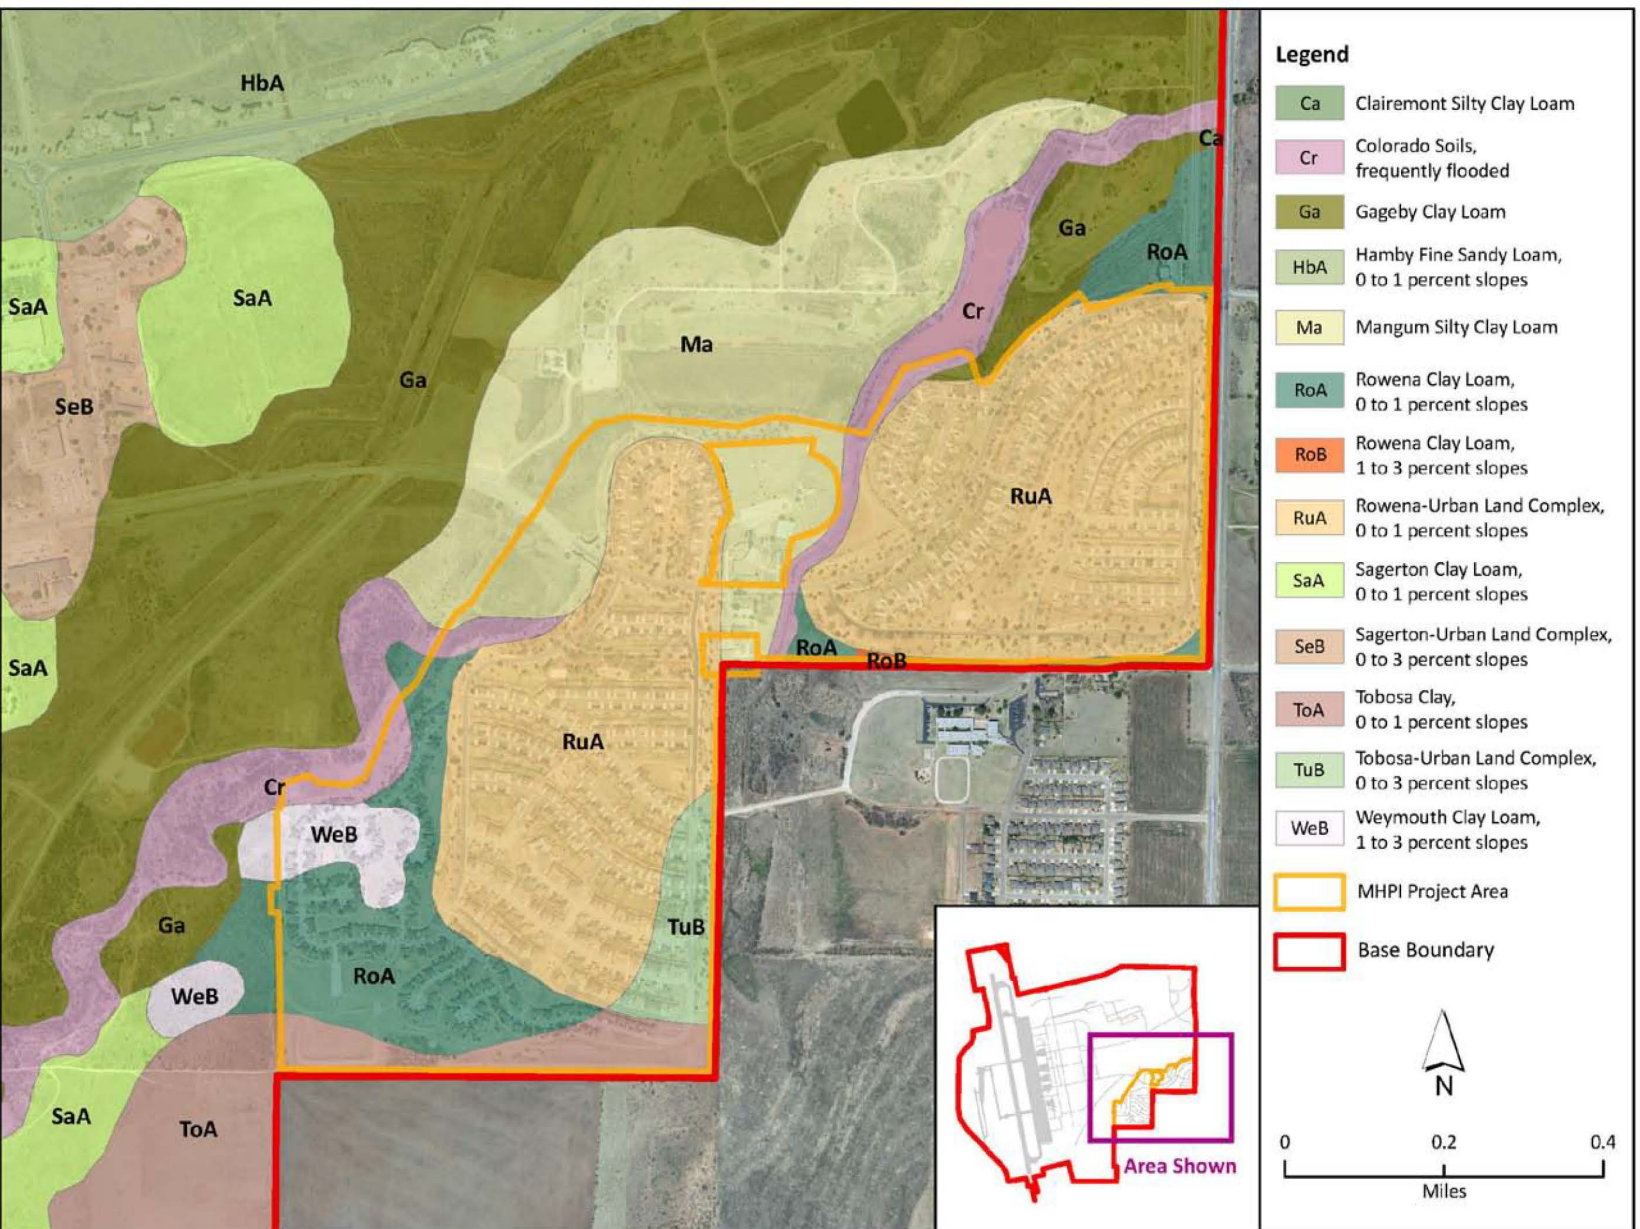 HbA
Ca
Ga
RoA
SaA
SaA
Cr
Ma
Ga
SeB
RuA
SaA
RoA
RoB
RuA
Cr
WeB
Ga
TuB
RoA
WeB
SaA
ToA
Area Shown
Legend
Ca Clairemont Silty Clay Loam
Cr Colorado Soils,
frequently flooded
Ga Gageby Clay Loam
HbA Hamby Fine Sandy Loam,
0 to 1 percent slopes
Ma Mangum Silty Clay Loam
RoA Rowena Clay Loam,
0 to 1 percent slopes
RoB Rowena Clay Loam,
1 to 3 percent slopes
RuA Rowena-Urban Land Complex,
0 to 1 percent slopes
SaA Sagerton Clay Loam,
0 to 1 percent slopes
SeB Sagerton-Urban Land Complex,
0 to 3 percent slopes
ToA Tobosa Clay,
0 to 1 percent slopes
TuB Tobosa-Urban Land Complex,
0 to 3 percent slopes
WeB Weymouth Clay Loam,
1 to 3 percent slopes
MHPI Project Area
Base Boundary
N
0 0.2 0.4
Miles